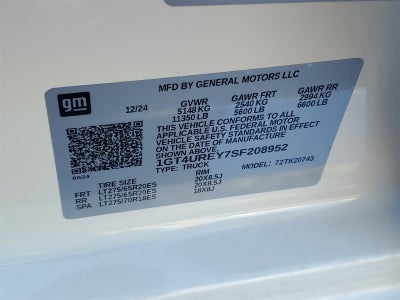 gm
MFD BY GENERAL MOTORS LLC
12/24 GVWR GAWR FRT GAWR RR
5148 KG 2540 KG 2994 KG
11350 LB 5600 LB 6600 LB
THIS VEHICLE CONFORMS TO ALL
APPLICABLE U.S. FEDERAL MOTOR
VEHICLE SAFETY STANDARDS IN EFFECT
ON THE DATE OF MANUFACTURE
SHOWN ABOVE.
1GT4UREY7SF208952
TYPE: TRUCK MODEL: 72TK20743
TIRE SIZE RIM
FRT LT275/65R20ES 20X8.5J
RR LT275/65R20ES 20X8.5J
SPA LT275/70R18ES 18X8J